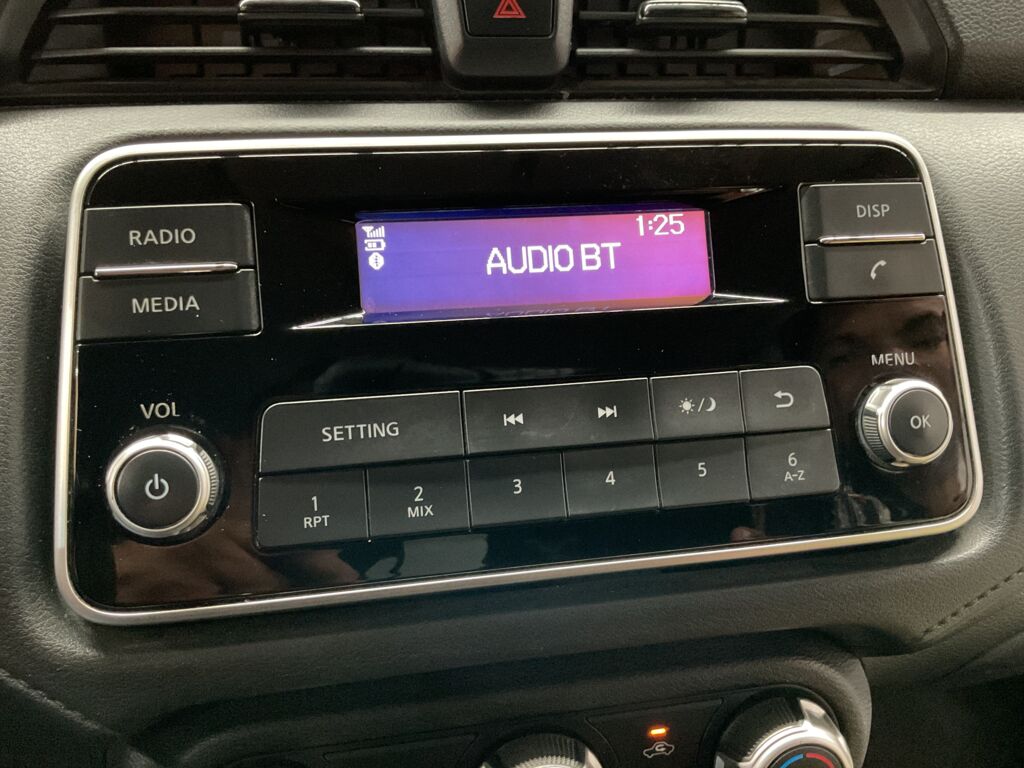 1:25
AUDIO BT
RADIO
MEDIA
DISP
MENU
OK
VOL
SETTING
1
RPT
2
MIX
3
4
5
6
A-Z